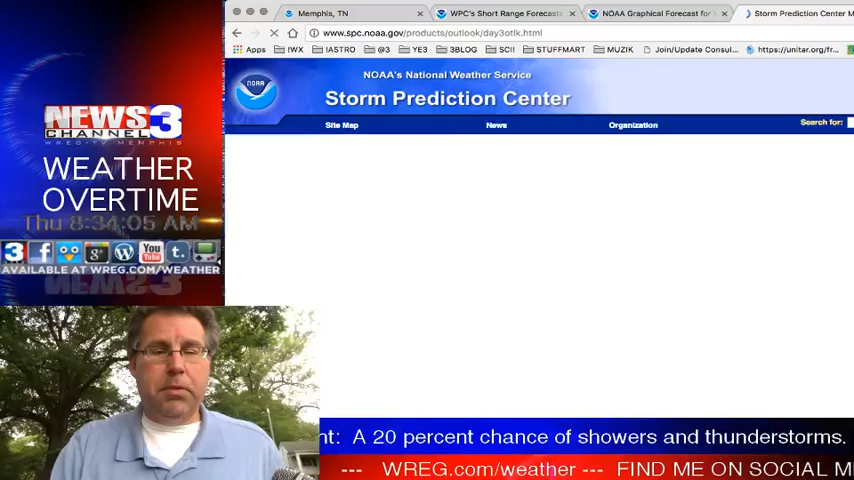 Memphis, TN
WPC's Short Range Forecasts
NOAA Graphical Forecast for
Storm Prediction Center M
www.spc.noaa.gov/products/outlook/day3otlk.html
Apps
!WX
!ASTRO
@3
YE3
3BLOG
SCII
STUFFMART
MUZIK
Join/Update Consul...
https://unitar.org/fr...
NOAA
NOAA's National Weather Service
Storm Prediction Center
Site Map
News
Organization
Search for:
NEWS
CHANNEL 3
WREG-TV MEMPHIS
WEATHER
OVERTIME
Thu 8:34:05 AM
3
f
g+
W
You
Tube
t.
AVAILABLE AT WREG.COM/WEATHER
nt: A 20 percent chance of showers and thunderstorms.
--- WREG.com/weather --- FIND ME ON SOCIAL M